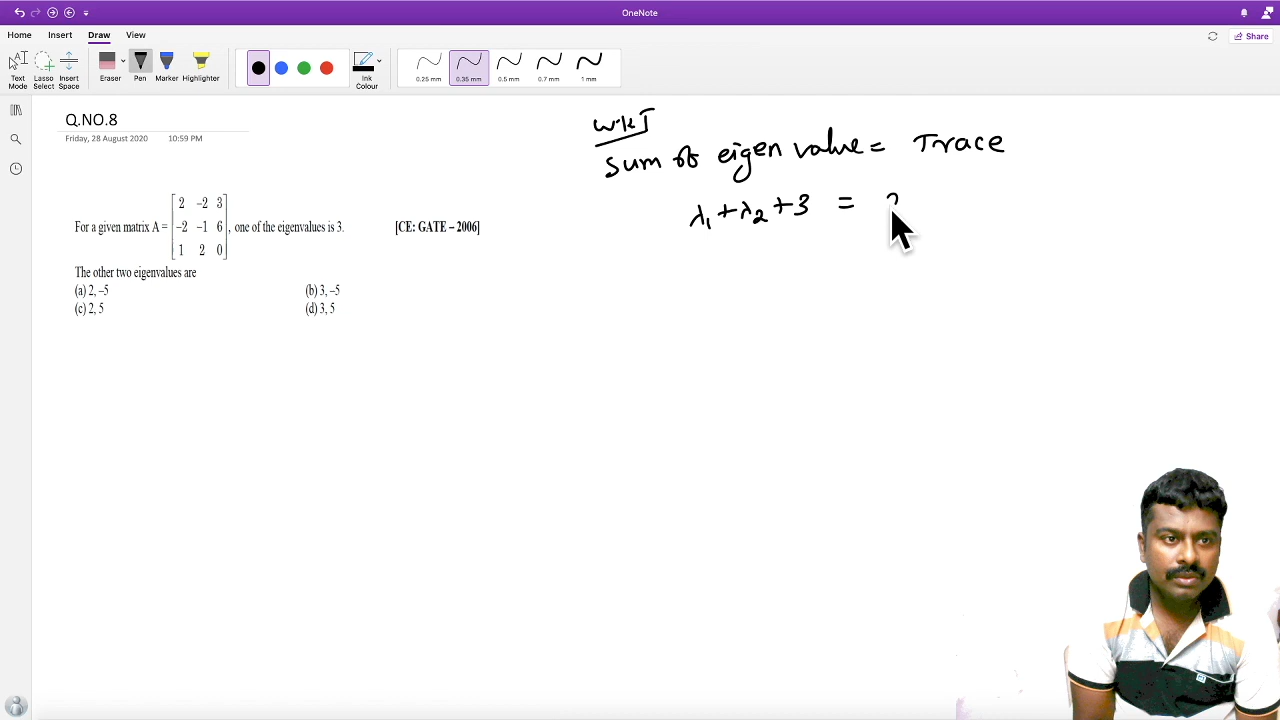 OneNote
Home Insert Draw View
Share
Text Mode
Lasso Select
Insert Space
Eraser
Pen
Marker
Highlighter
Ink Colour
0.25 mm
0.35 mm
0.5 mm
0.7 mm
1 mm
Q.NO.8
Friday, 28 August 2020 10:59 PM
2 –2 3
For a given matrix A = –2 –1 6 , one of the eigenvalues is 3. [CE: GATE – 2006]
1 2 0
The other two eigenvalues are
(a) 2, –5 (b) 3, –5
(c) 2, 5 (d) 3, 5
W.K.T
Sum of eigen value = Trace
λ1+λ2+3 =